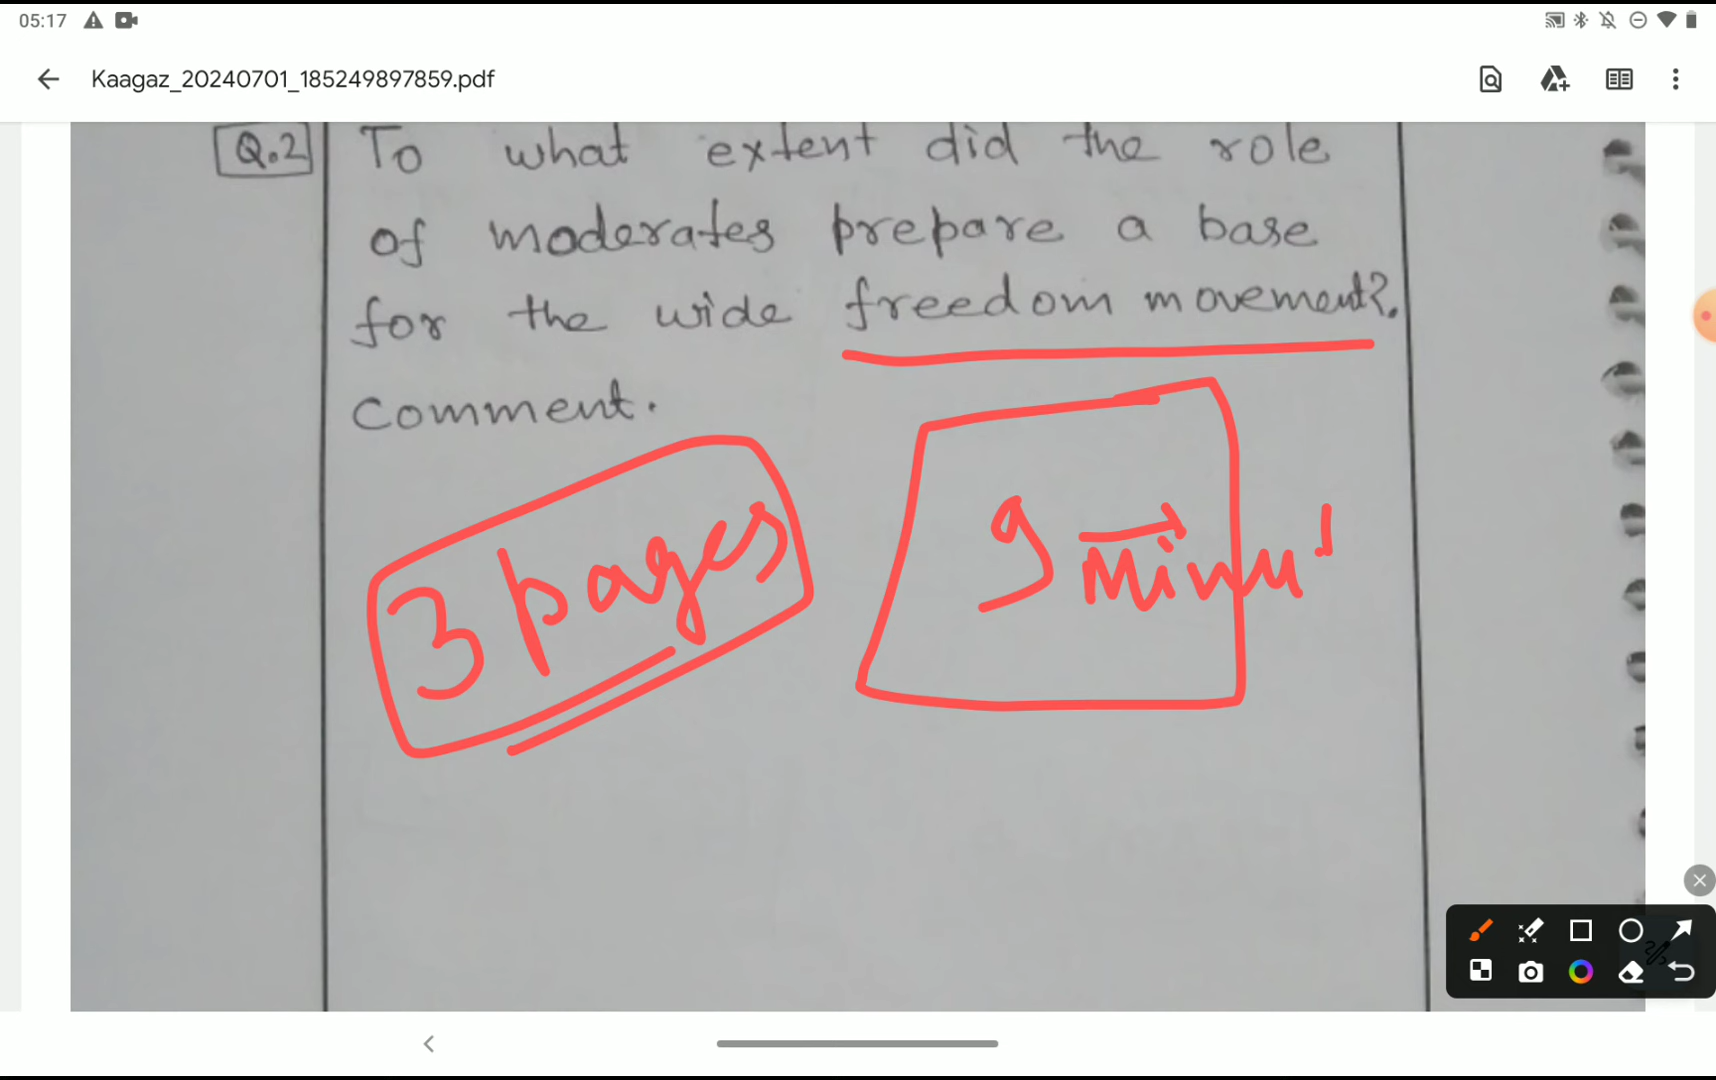 05:17
Kaagaz_20240701_185249897859.pdf
Q.2 To what extent did the role
of moderates prepare a base
for the wide freedom movement?.
Comment.
3 pages
9 Minu